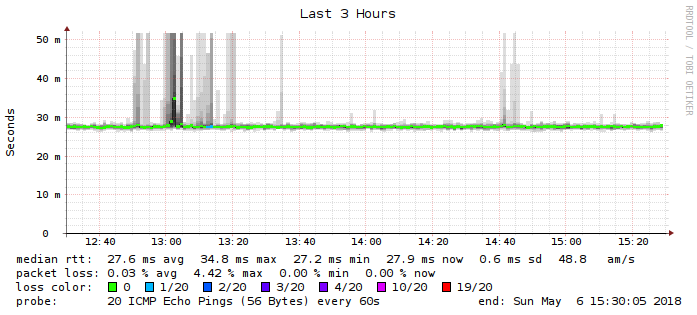 Last 3 Hours
RRDTOOL / TOBI OETIKER
Seconds
50 m
40 m
30 m
20 m
10 m
0
12:40 13:00 13:20 13:40 14:00 14:20 14:40 15:00 15:20
median rtt: 27.6 ms avg 34.8 ms max 27.2 ms min 27.9 ms now 0.6 ms sd 48.8 am/s
packet loss: 0.03 % avg 4.42 % max 0.00 % min 0.00 % now
loss color: 0 1/20 2/20 3/20 4/20 10/20 19/20
probe: 20 ICMP Echo Pings (56 Bytes) every 60s end: Sun May 6 15:30:05 2018